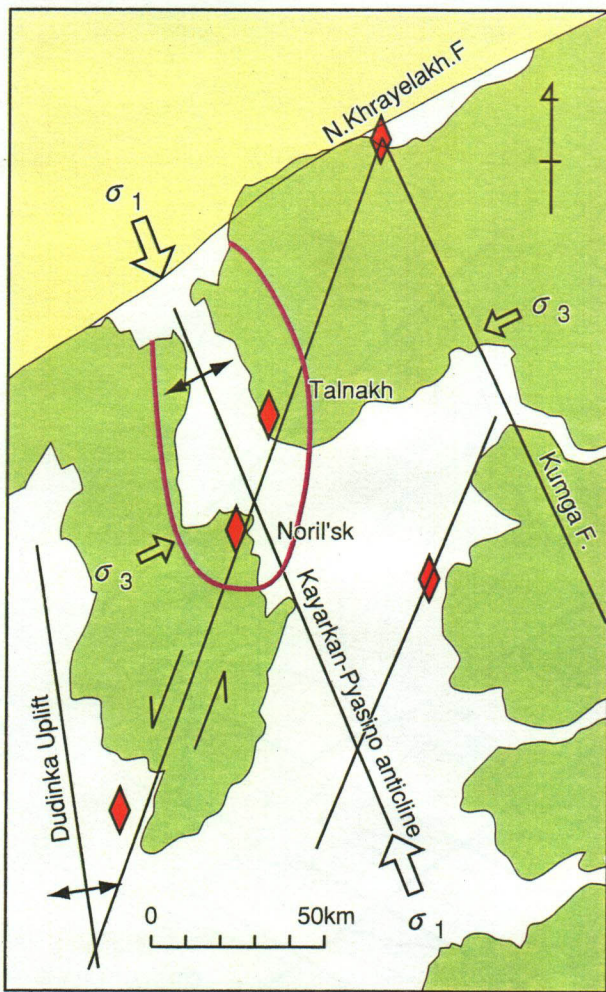 N.Khrayelakh.F
σ 1
σ 3
Talnakh
Kumga F.
Noril'sk
σ 3
Kayarkan-Pyasino anticline
Dudinka Uplift
0 50km
σ 1